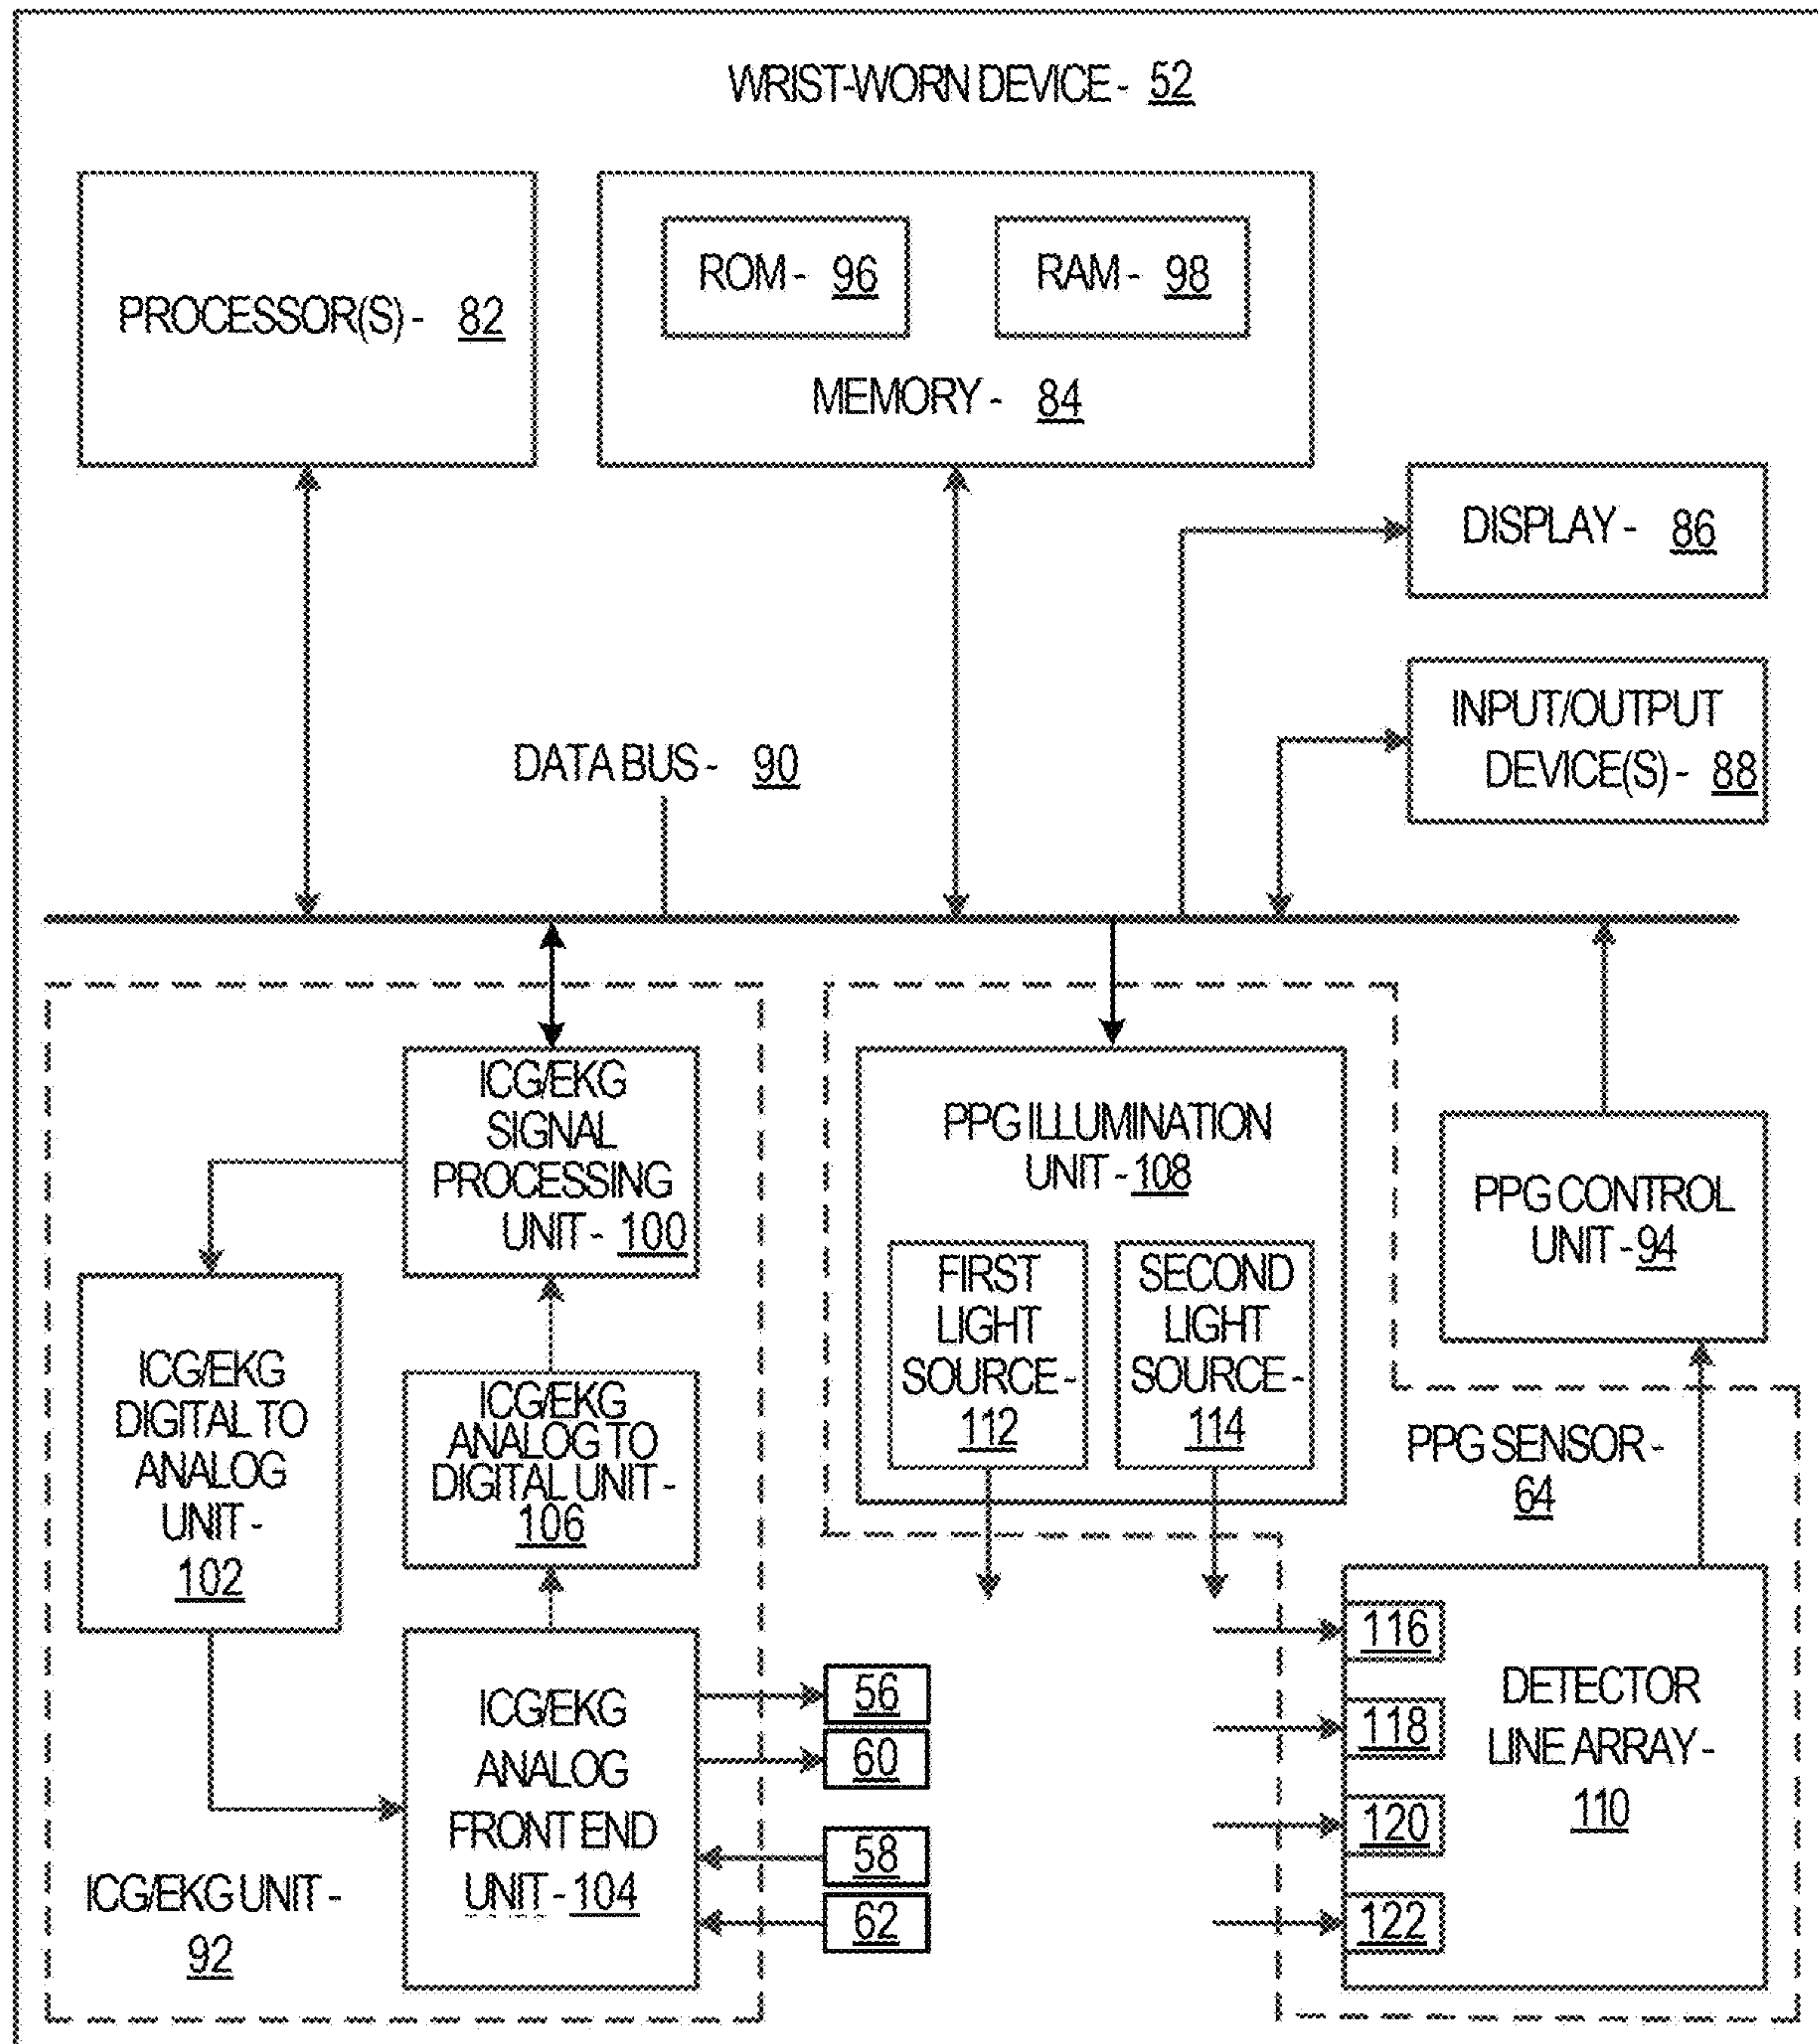 WRIST-WORN DEVICE - 52
PROCESSOR(S) - 82
ROM - 96
RAM - 98
MEMORY - 84
DISPLAY - 86
INPUT/OUTPUT
DEVICE(S) - 88
DATA BUS - 90
ICG/EKG
SIGNAL
PROCESSING
UNIT - 100
ICG/EKG
DIGITAL TO
ANALOG
UNIT -
102
ICG/EKG
ANALOG TO
DIGITAL UNIT -
106
ICG/EKG
ANALOG
FRONT END
UNIT - 104
ICG/EKG UNIT -
92
56
60
58
62
PPG ILLUMINATION
UNIT - 108
FIRST
LIGHT
SOURCE -
112
SECOND
LIGHT
SOURCE -
114
PPG CONTROL
UNIT - 94
PPG SENSOR -
64
116
118
120
122
DETECTOR
LINE ARRAY -
110